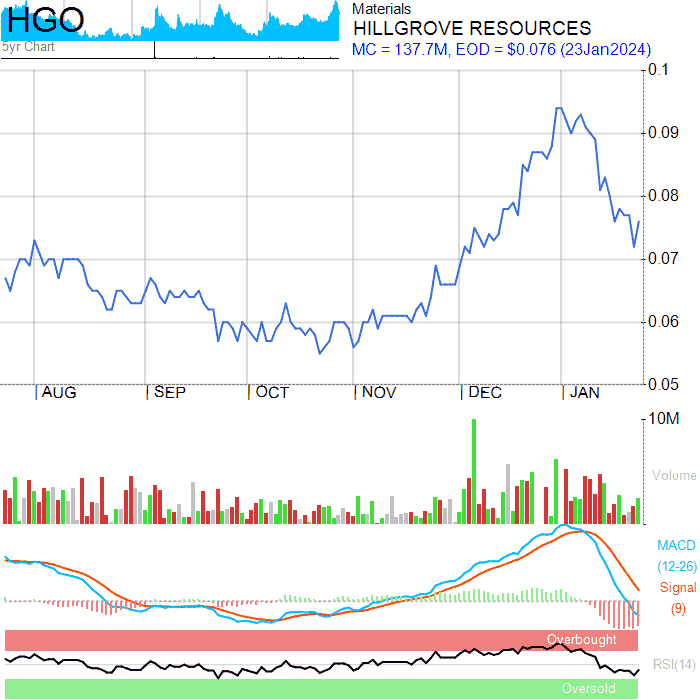 HGO
5yr Chart
Materials
HILLGROVE RESOURCES
MC = 137.7M, EOD = $0.076 (23Jan2024)
0.1
0.09
0.08
0.07
0.06
0.05
AUG SEP OCT NOV DEC JAN
10M
Volume
MACD
(12-26)
Signal
(9)
Overbought
RSI(14)
Oversold